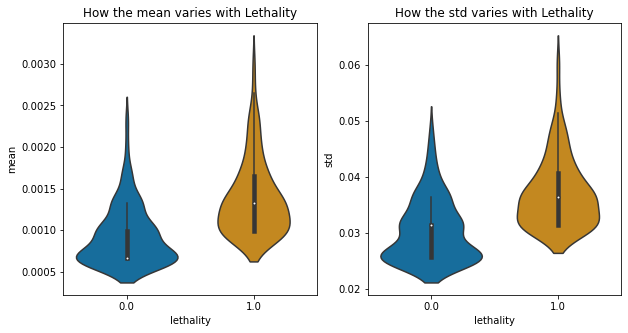 How the mean varies with Lethality
mean
0.0030
0.0025
0.0020
0.0015
0.0010
0.0005
0.0
1.0
lethality
How the std varies with Lethality
std
0.06
0.05
0.04
0.03
0.02
0.0
1.0
lethality